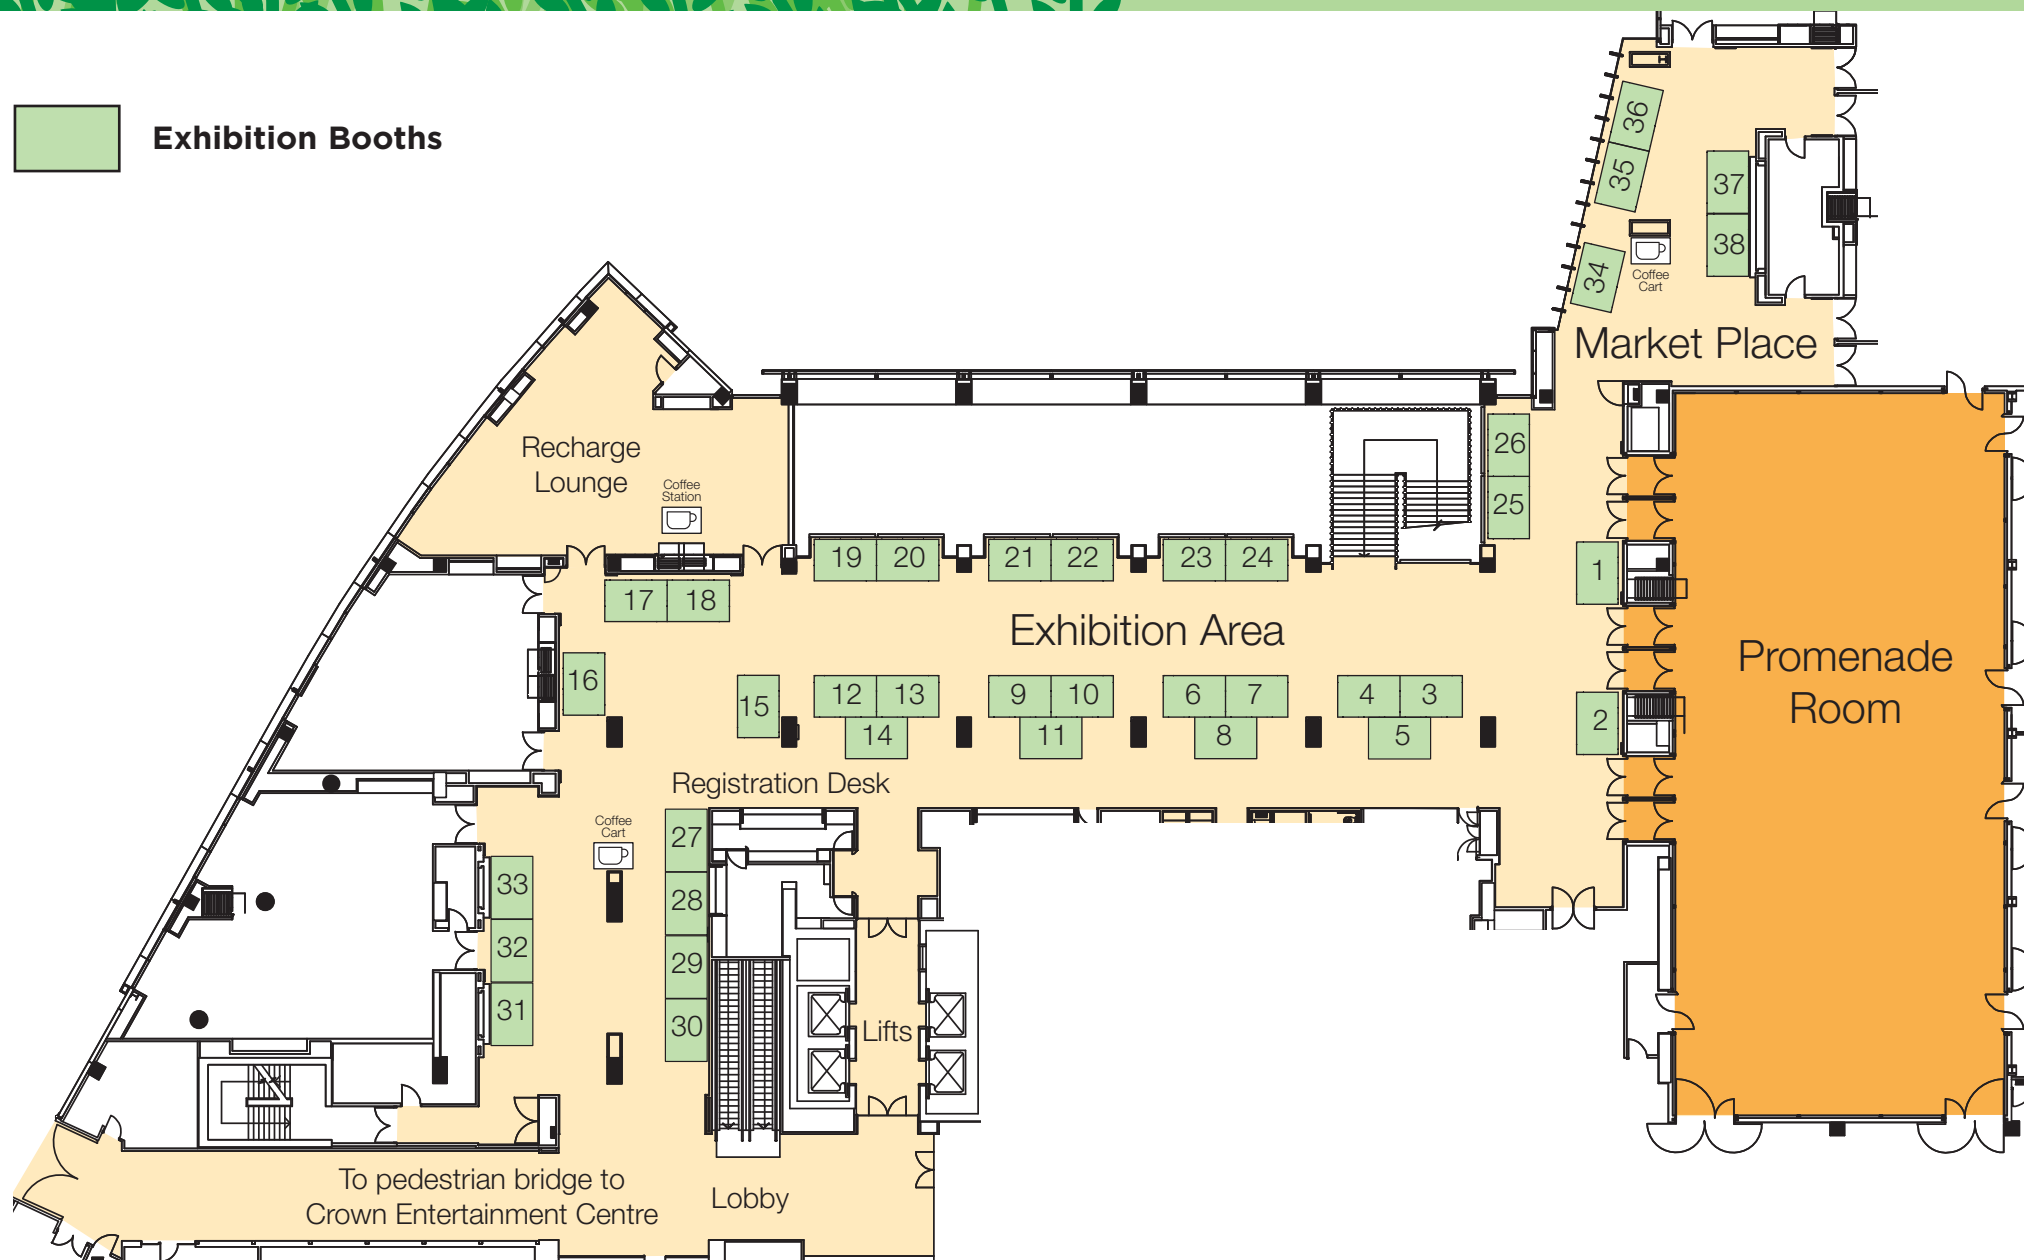 Exhibition Booths
36
35
37
38
34
Coffee
Cart
Market Place
Recharge
Lounge
Coffee
Station
26
25
19 20 21 22 23 24
1
17 18
Exhibition Area
16
15
12 13 9 10 6 7 4 3
14 11 8 5
2
Promenade
Room
Registration Desk
Coffee
Cart
27
28
29
30
33
32
31
Lifts
To pedestrian bridge to
Crown Entertainment Centre
Lobby